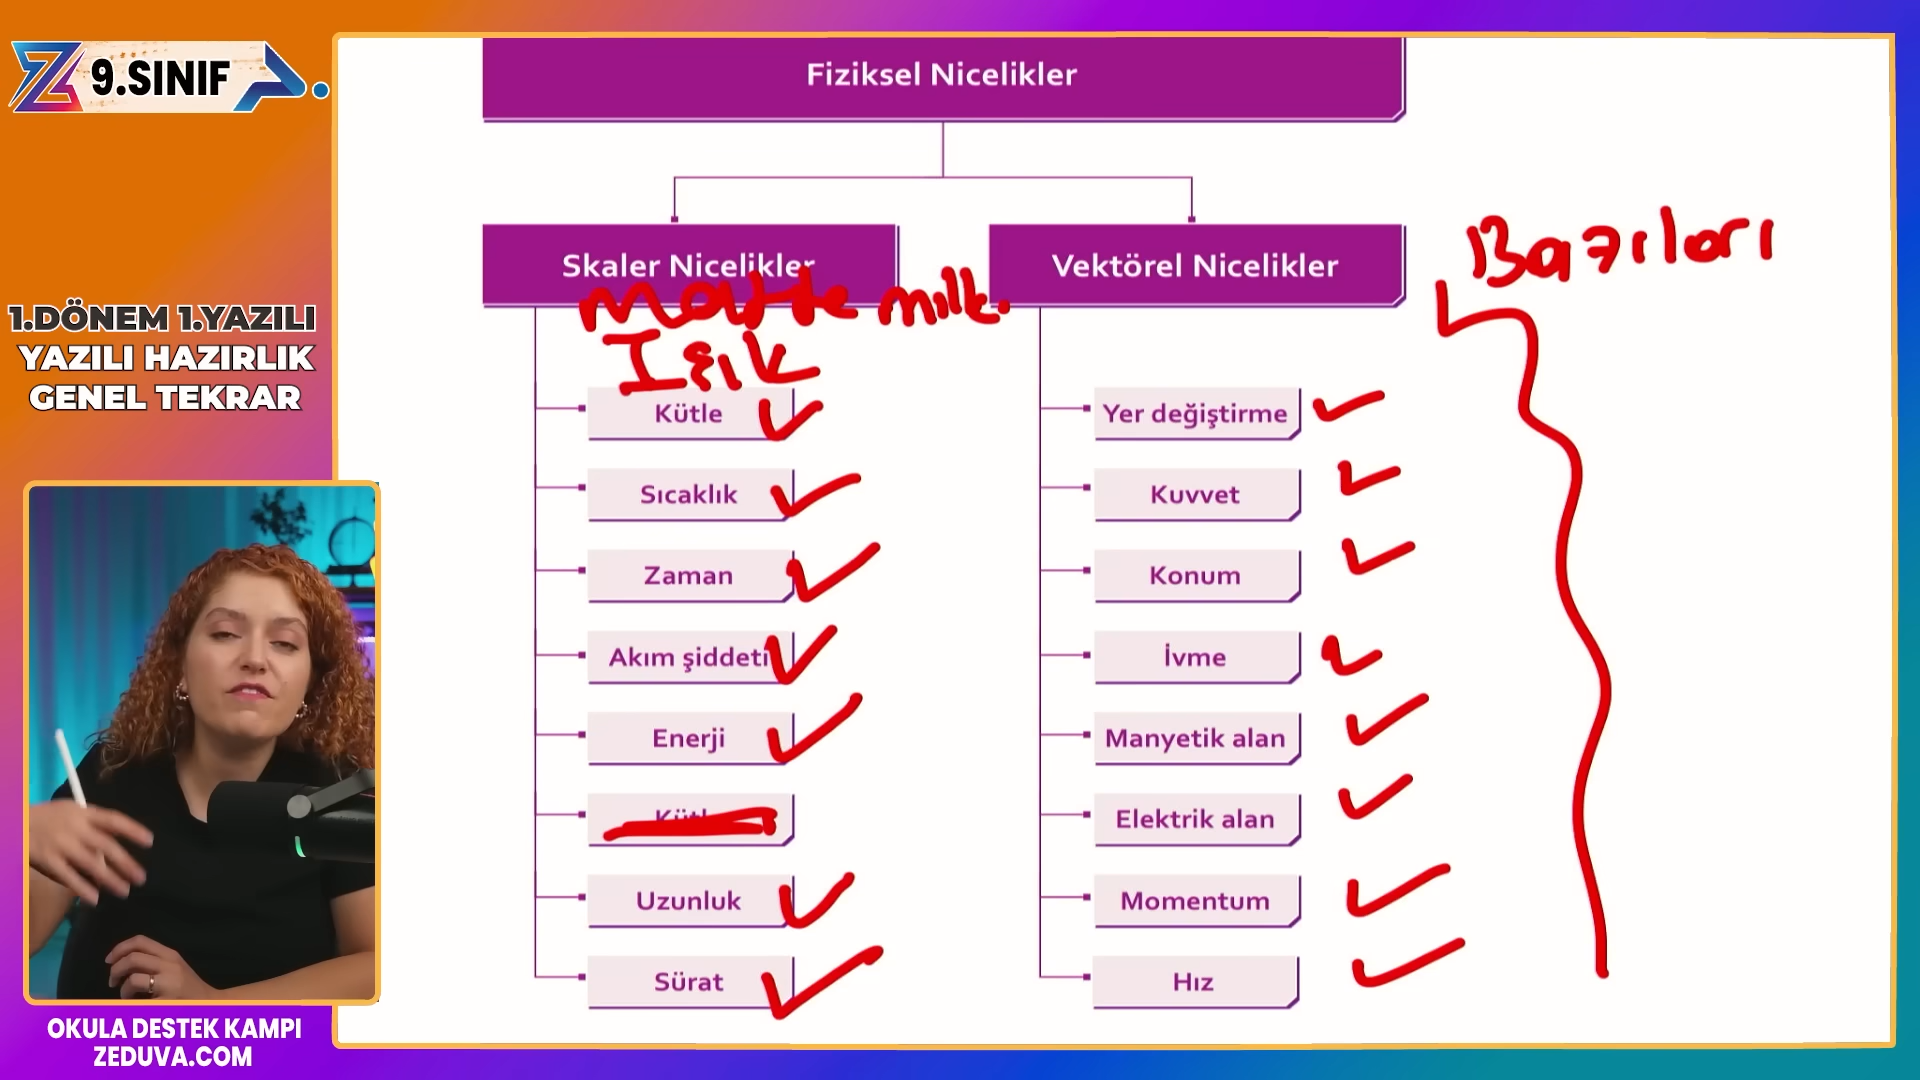 9.SINIF
1.DÖNEM 1.YAZILI
YAZILI HAZIRLIK
GENEL TEKRAR
OKULA DESTEK KAMPI
ZEDUVA.COM
Fiziksel Nicelikler
Skaler Nicelikler
Madde mik.
Işık
Kütle
Sıcaklık
Zaman
Akım şiddeti
Enerji
Kütle
Uzunluk
Sürat
Vektörel Nicelikler
Yer değiştirme
Kuvvet
Konum
İvme
Manyetik alan
Elektrik alan
Momentum
Hız
Bazıları